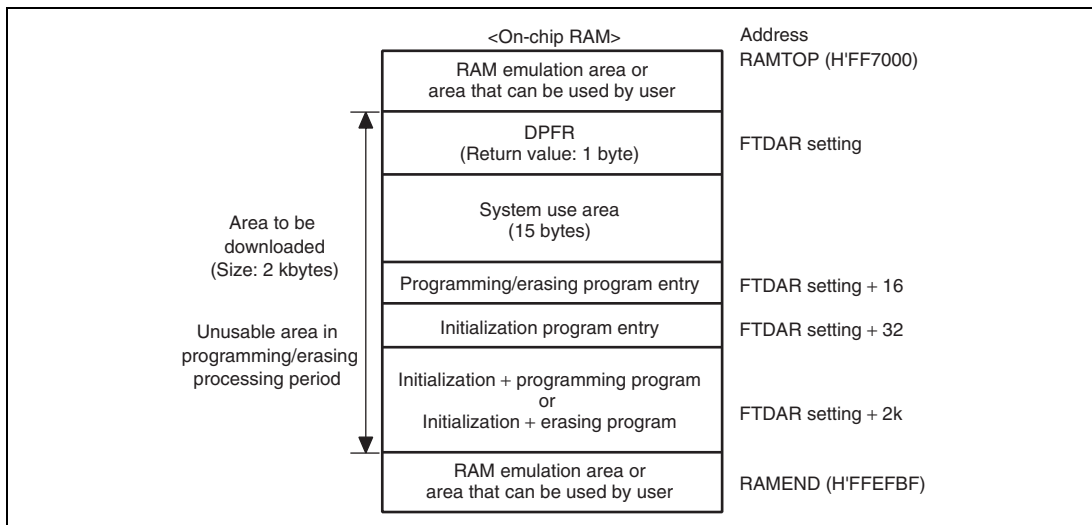 <On-chip RAM>
Address
RAMTOP (H'FF7000)
RAM emulation area or
area that can be used by user
DPFR
(Return value: 1 byte)
FTDAR setting
System use area
(15 bytes)
Area to be
downloaded
(Size: 2 kbytes)
Programming/erasing program entry
FTDAR setting + 16
Initialization program entry
FTDAR setting + 32
Unusable area in
programming/erasing
processing period
Initialization + programming program
or
Initialization + erasing program
FTDAR setting + 2k
RAM emulation area or
area that can be used by user
RAMEND (H'FFEFBF)